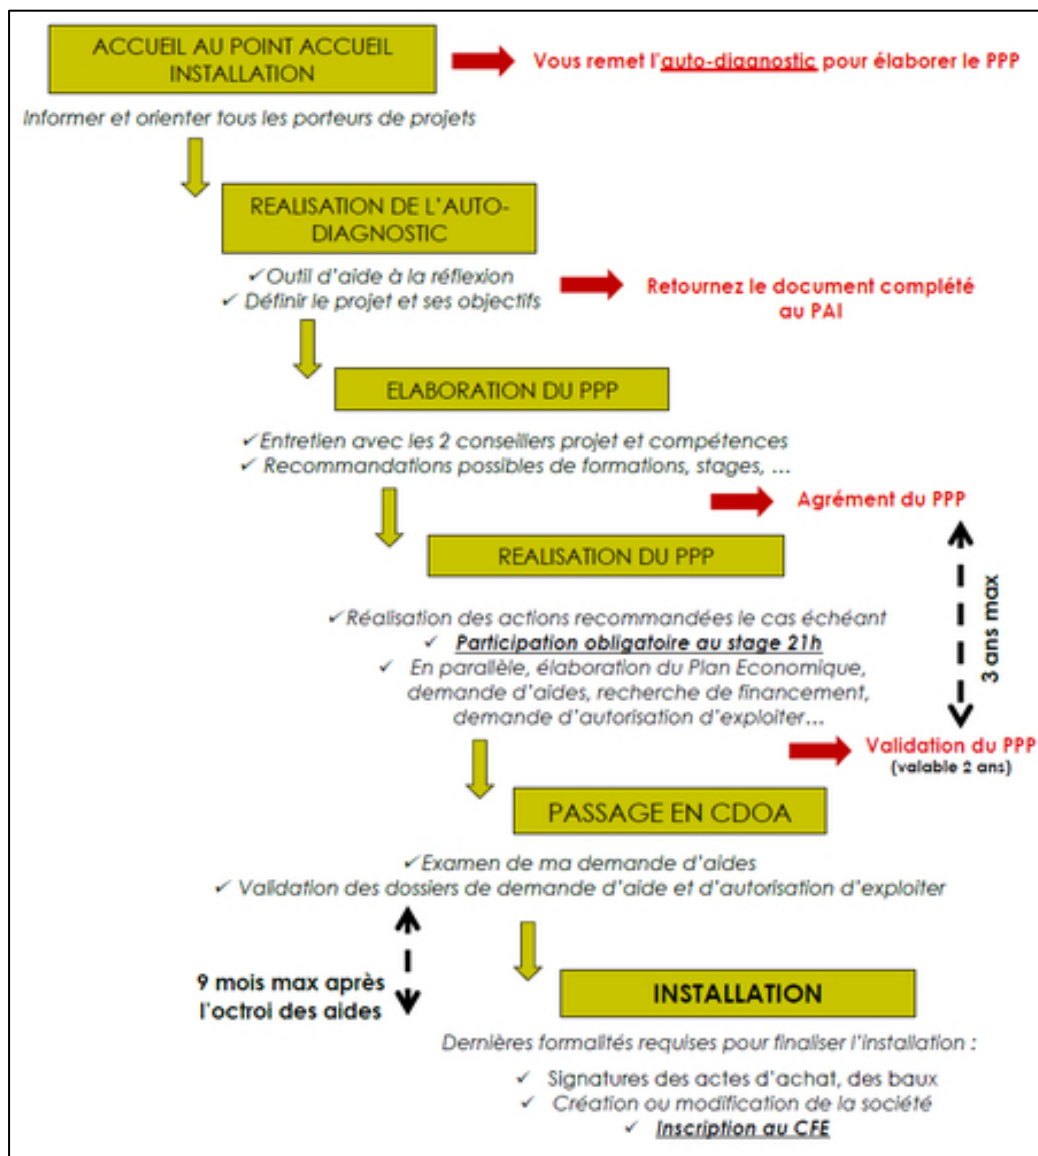 ACCUEIL AU POINT ACCUEIL
INSTALLATION
Vous remet l'auto-diagnostic pour élaborer le PPP
Informer et orienter tous les porteurs de projets
REALISATION DE L'AUTO-
DIAGNOSTIC
✓ Outil d'aide à la réflexion
✓ Définir le projet et ses objectifs
Retournez le document complété
au PAI
ELABORATION DU PPP
✓ Entretien avec les 2 conseillers projet et compétences
✓ Recommandations possibles de formations, stages, ...
Agrément du PPP
REALISATION DU PPP
✓ Réalisation des actions recommandées le cas échéant
✓ Participation obligatoire au stage 21h
✓ En parallèle, élaboration du Plan Economique,
demande d'aides, recherche de financement,
demande d'autorisation d'exploiter...
3 ans max
Validation du PPP
(valable 2 ans)
PASSAGE EN CDOA
✓ Examen de ma demande d'aides
✓ Validation des dossiers de demande d'aide et d'autorisation d'exploiter
9 mois max après
l'octroi des aides
INSTALLATION
Dernières formalités requises pour finaliser l'installation :
✓ Signatures des actes d'achat, des baux
✓ Création ou modification de la société
✓ Inscription au CFE